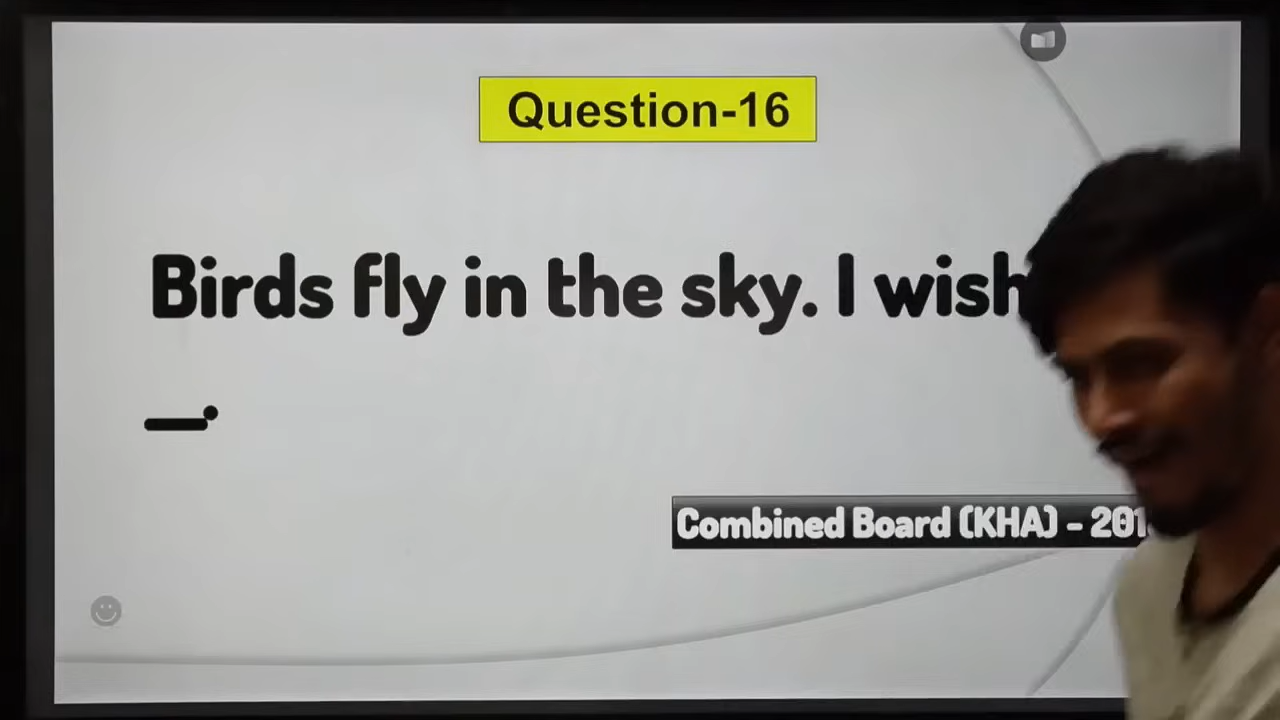 Question-16
Birds fly in the sky. I wish
_.
Combined Board (KHA) - 201